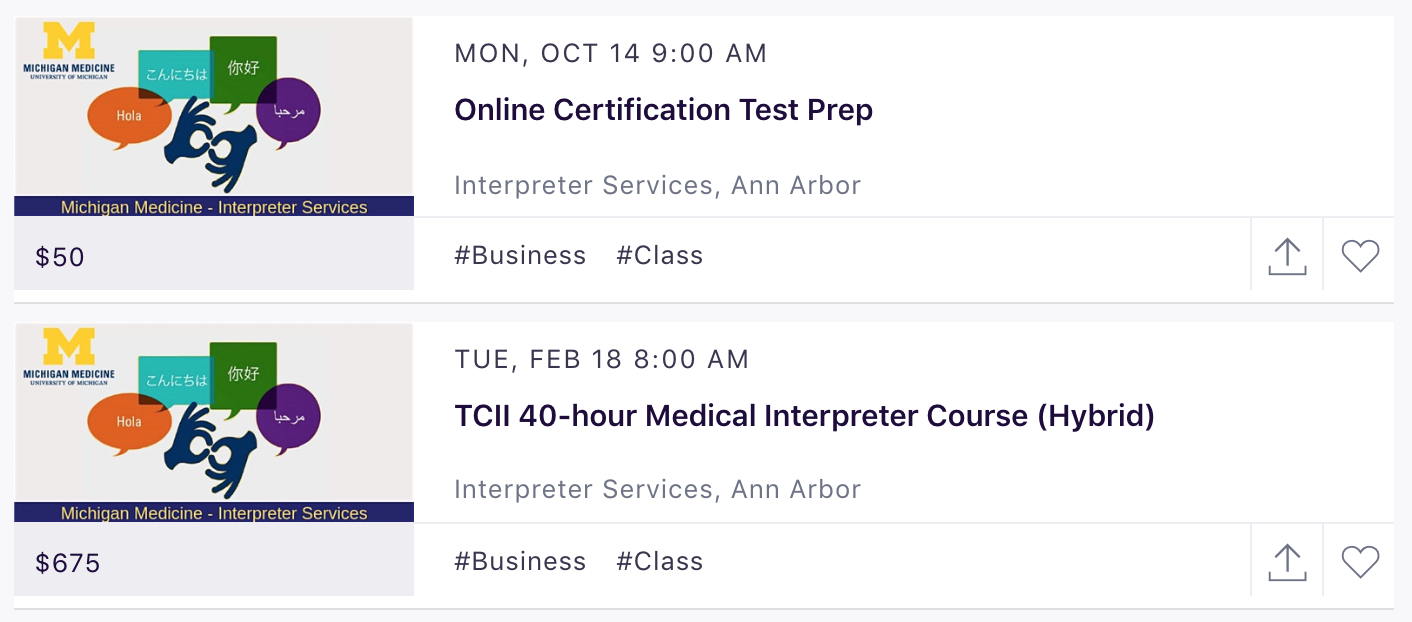 MICHIGAN MEDICINE
UNIVERSITY OF MICHIGAN
こんにちは
你好
Hola
مرحبا
Michigan Medicine - Interpreter Services
$50
MON, OCT 14 9:00 AM
Online Certification Test Prep
Interpreter Services, Ann Arbor
#Business #Class
MICHIGAN MEDICINE
UNIVERSITY OF MICHIGAN
こんにちは
你好
Hola
مرحبا
Michigan Medicine - Interpreter Services
$675
TUE, FEB 18 8:00 AM
TCII 40-hour Medical Interpreter Course (Hybrid)
Interpreter Services, Ann Arbor
#Business #Class